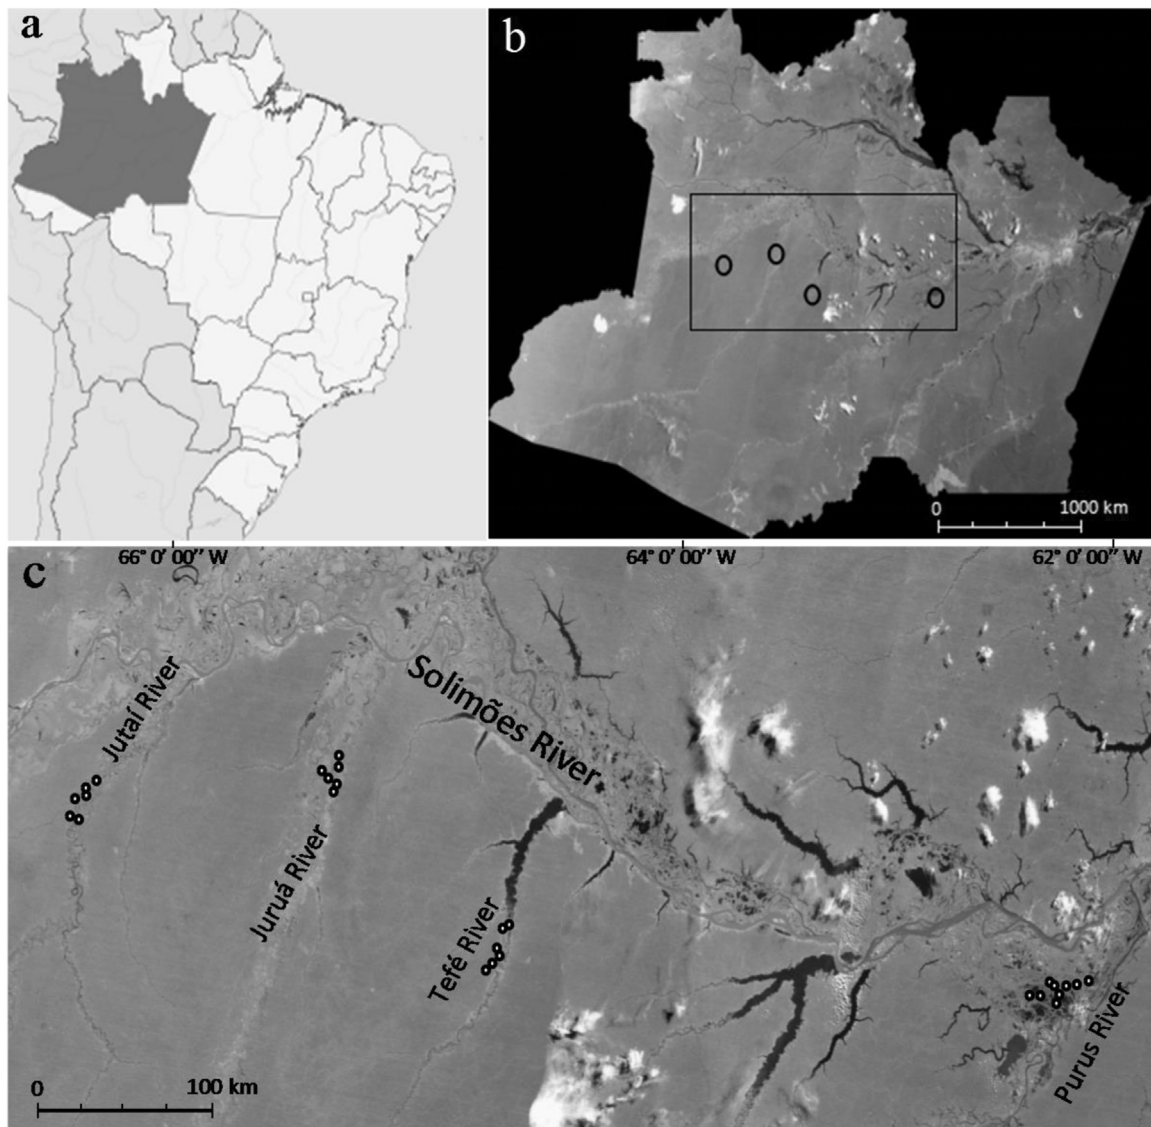 a
b
0 1000 km
66° 0' 00'' W 64° 0' 00'' W 62° 0' 00'' W
c
Jutaí River
Solimões River
Juruá River
Tefé River
Purus River
0 100 km